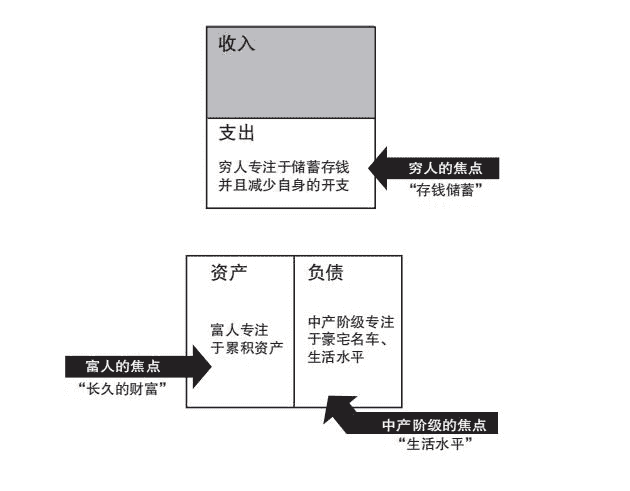 收入
支出
穷人专注于储蓄存钱
并且减少自身的开支
穷人的焦点
“存钱储蓄”
资产
富人专注
于累积资产
富人的焦点
“长久的财富”
负债
中产阶级专注
于豪宅名车、
生活水平
中产阶级的焦点
“生活水平”